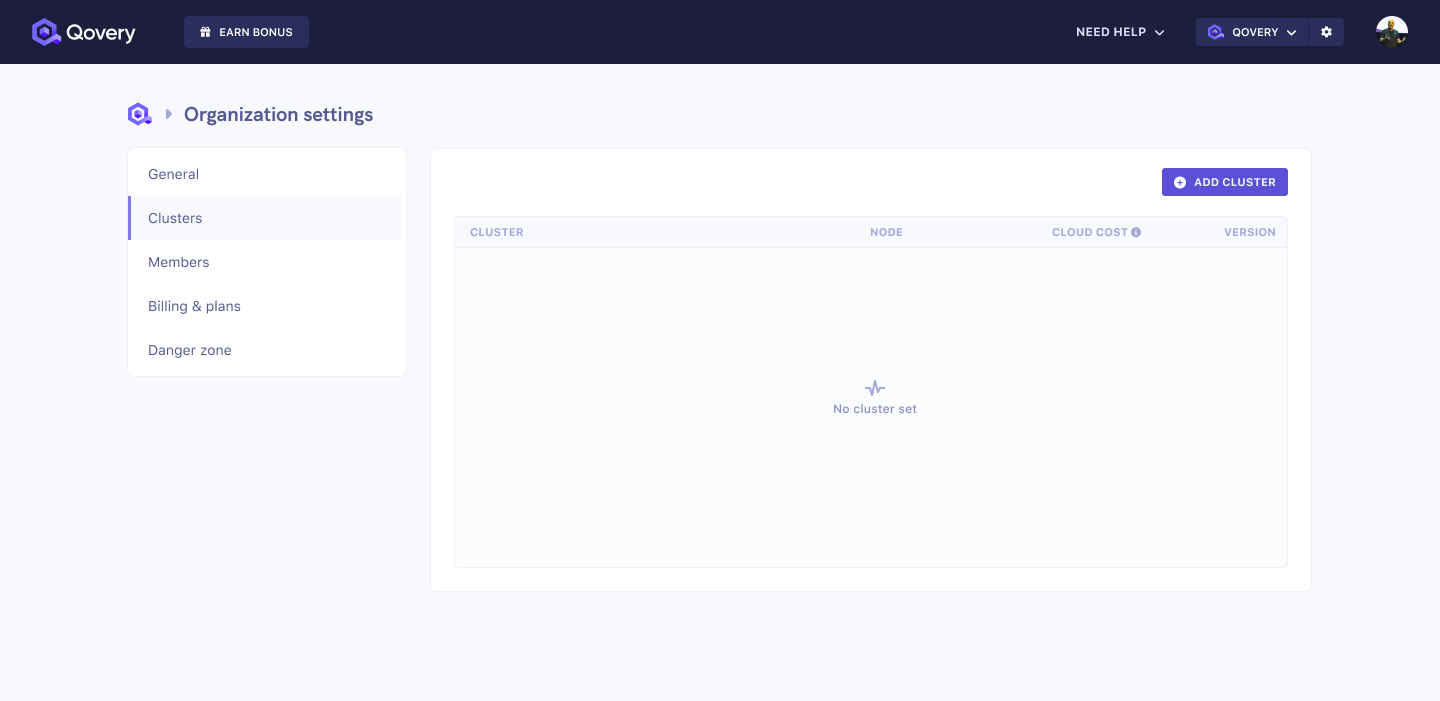 Qovery
EARN BONUS
NEED HELP
QOVERY
Organization settings
General
Clusters
Members
Billing & plans
Danger zone
ADD CLUSTER
CLUSTER NODE CLOUD COST VERSION
No cluster set